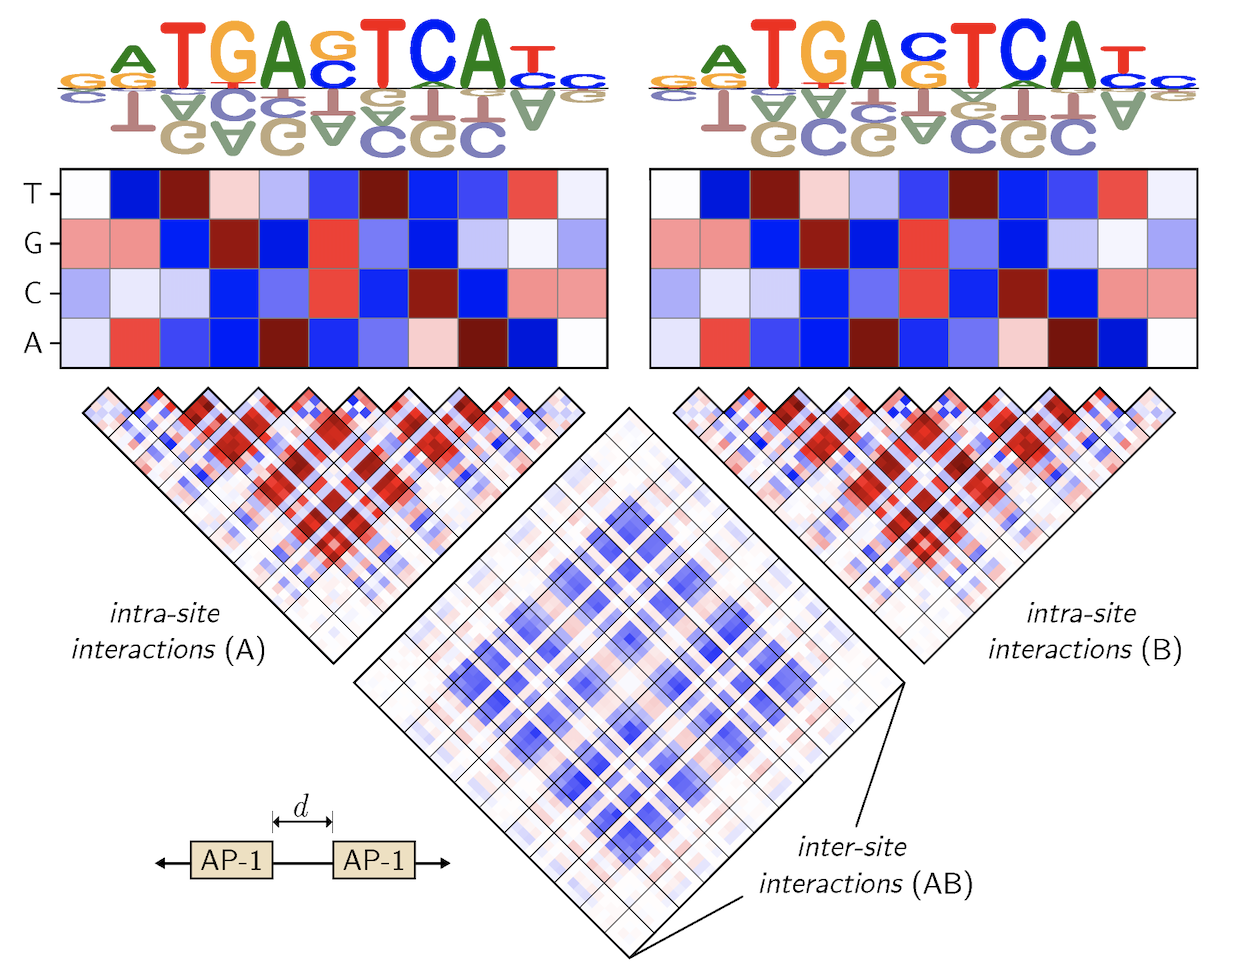 G A T G A G T C A T C
C G C C
C T A C T T G A T C G
A C A
G A G C G C
C A T G A C T C A T C
G A G C
C T A T C T C A T A G
C A G
G C G C G C
T
G
C
A
intra-site
interactions (A)
intra-site
interactions (B)
d
AP-1 AP-1
inter-site
interactions (AB)